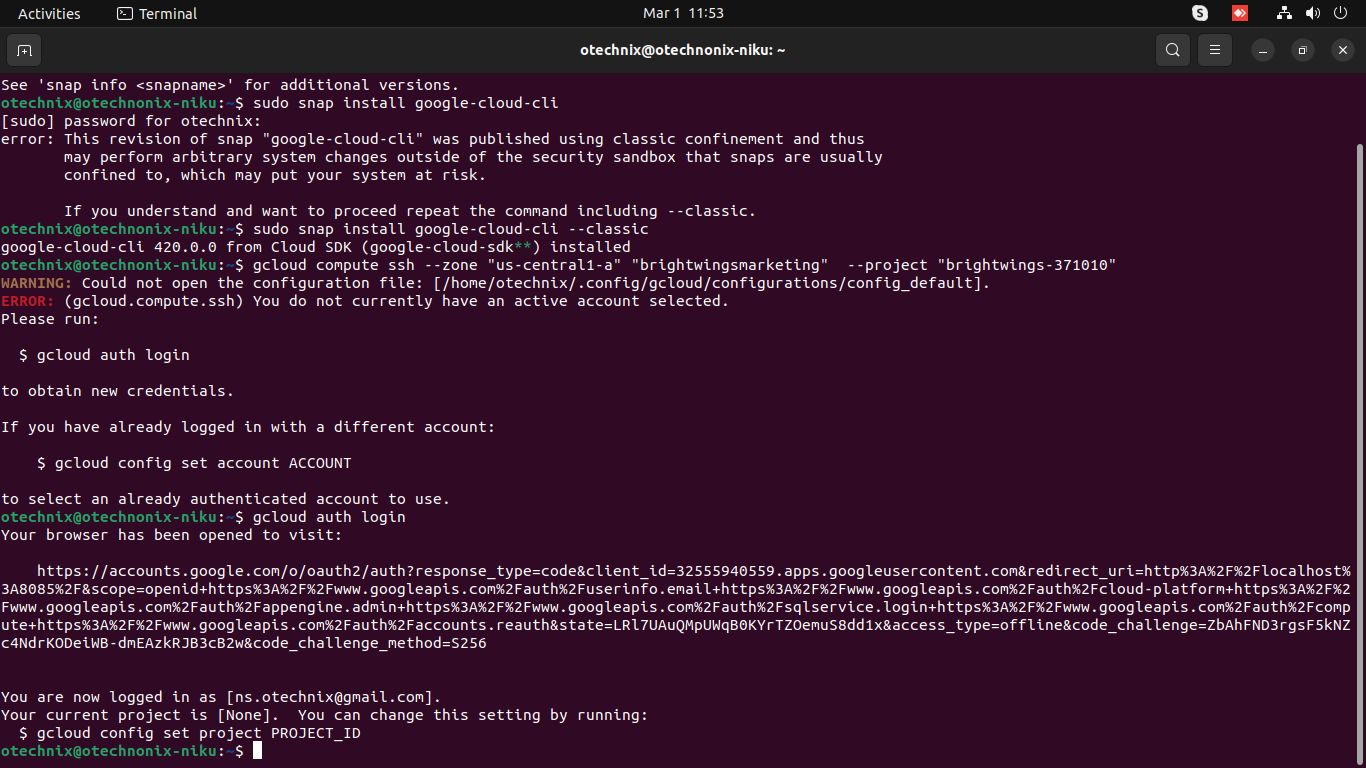 Activities Terminal Mar 1 11:53
otechnix@otechnonix-niku: ~
See 'snap info <snapname>' for additional versions.
otechnix@otechnonix-niku:~$ sudo snap install google-cloud-cli
[sudo] password for otechnix:
error: This revision of snap "google-cloud-cli" was published using classic confinement and thus
       may perform arbitrary system changes outside of the security sandbox that snaps are usually
       confined to, which may put your system at risk.

       If you understand and want to proceed repeat the command including --classic.
otechnix@otechnonix-niku:~$ sudo snap install google-cloud-cli --classic
google-cloud-cli 420.0.0 from Cloud SDK (google-cloud-sdk**) installed
otechnix@otechnonix-niku:~$ gcloud compute ssh --zone "us-central1-a" "brightwingsmarketing"  --project "brightwings-371010"
WARNING: Could not open the configuration file: [/home/otechnix/.config/gcloud/configurations/config_default].
ERROR: (gcloud.compute.ssh) You do not currently have an active account selected.
Please run:

  $ gcloud auth login

to obtain new credentials.

If you have already logged in with a different account:

    $ gcloud config set account ACCOUNT

to select an already authenticated account to use.
otechnix@otechnonix-niku:~$ gcloud auth login
Your browser has been opened to visit:

    https://accounts.google.com/o/oauth2/auth?response_type=code&client_id=32555940559.apps.googleusercontent.com&redirect_uri=http%3A%2F%2Flocalhost%
3A8085%2F&scope=openid+https%3A%2F%2Fwww.googleapis.com%2Fauth%2Fuserinfo.email+https%3A%2F%2Fwww.googleapis.com%2Fauth%2Fcloud-platform+https%3A%2F%2
Fwww.googleapis.com%2Fauth%2Fappengine.admin+https%3A%2F%2Fwww.googleapis.com%2Fauth%2Fsqlservice.login+https%3A%2F%2Fwww.googleapis.com%2Fauth%2Fcomp
ute+https%3A%2F%2Fwww.googleapis.com%2Fauth%2Faccounts.reauth&state=LRl7UAuQMpUWqB0KYrTZOemuS8dd1x&access_type=offline&code_challenge=ZbAhFND3rgsF5kNZ
c4NdrKODeiWB-dmEAzkRJB3cB2w&code_challenge_method=S256


You are now logged in as [ns.otechnix@gmail.com].
Your current project is [None].  You can change this setting by running:
  $ gcloud config set project PROJECT_ID
otechnix@otechnonix-niku:~$